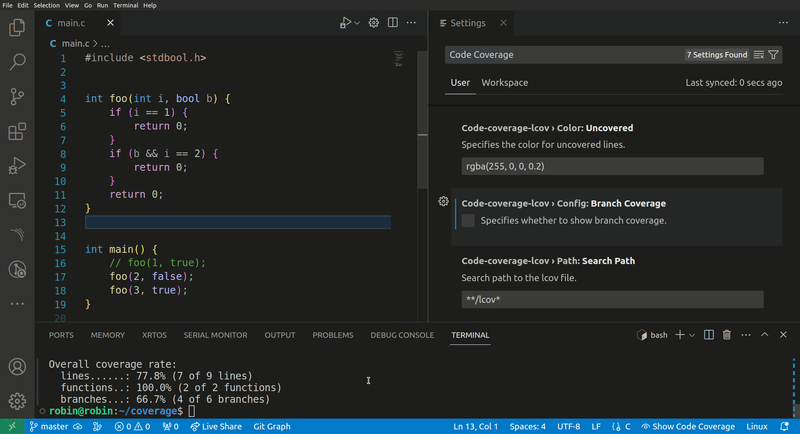 File Edit Selection View Go Run Terminal Help
C main.c
Settings
C main.c > ...
1 #include <stdbool.h>
2
3
4 int foo(int i, bool b) {
5 if (i == 1) {
6 return 0;
7 }
8 if (b && i == 2) {
9 return 0;
10 }
11 return 0;
12 }
13
14
15 int main() {
16 // foo(1, true);
17 foo(2, false);
18 foo(3, true);
19 }
20
Code Coverage
7 Settings Found
User Workspace
Last synced: 0 secs ago
Code-coverage-lcov › Color: Uncovered
Specifies the color for uncovered lines.
rgba(255, 0, 0, 0.2)
Code-coverage-lcov › Config: Branch Coverage
Specifies whether to show branch coverage.
Code-coverage-lcov › Path: Search Path
Search path to the lcov file.
**/lcov*
PORTS MEMORY XRTOS SERIAL MONITOR OUTPUT PROBLEMS DEBUG CONSOLE TERMINAL
bash
Overall coverage rate:
lines......: 77.8% (7 of 9 lines)
functions..: 100.0% (2 of 2 functions)
branches...: 66.7% (4 of 6 branches)
robin@robin:~/coverage$
master 0 0 0 Live Share Git Graph Ln 13, Col 1 Spaces: 4 UTF-8 LF {} C Show Code Coverage Linux